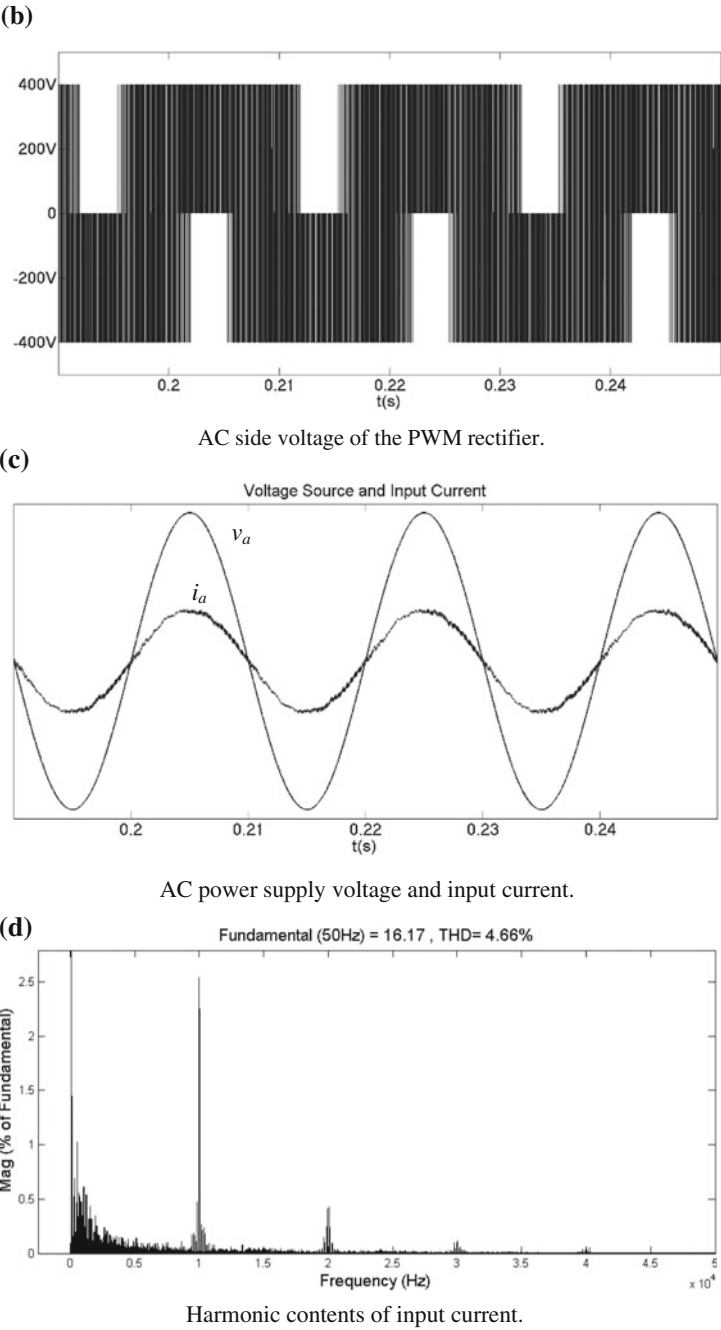 (b)
400V
200V
0
-200V
-400V
0.2 0.21 0.22 0.23 0.24
t(s)
AC side voltage of the PWM rectifier.
(c)
Voltage Source and Input Current
va
ia
0.2 0.21 0.22 0.23 0.24
t(s)
AC power supply voltage and input current.
(d)
Fundamental (50Hz) = 16.17 , THD= 4.66%
Mag (% of Fundamental)
2.5
2
1.5
1
0.5
0
0 0.5 1 1.5 2 2.5 3 3.5 4 4.5 5
Frequency (Hz)
x 10⁴
Harmonic contents of input current.